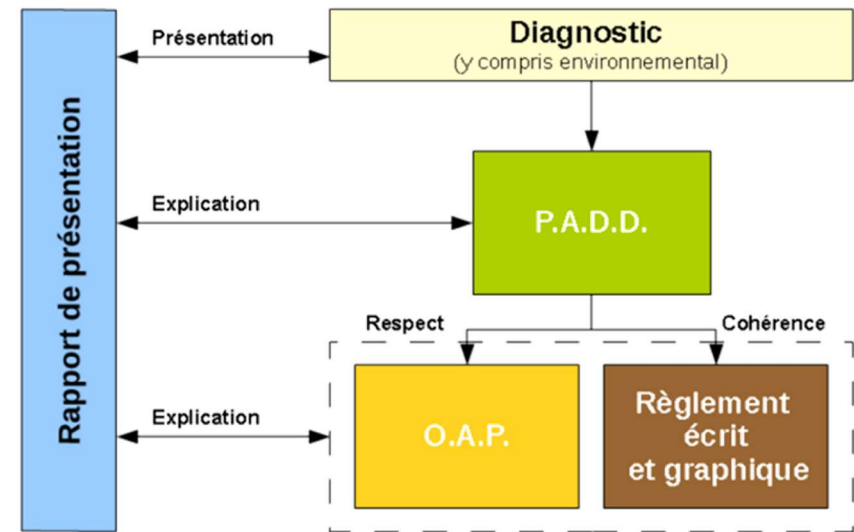 Rapport de présentation
Présentation
Diagnostic
(y compris environnemental)
Explication
P.A.D.D.
Respect
Cohérence
Explication
O.A.P.
Règlement
écrit
et graphique